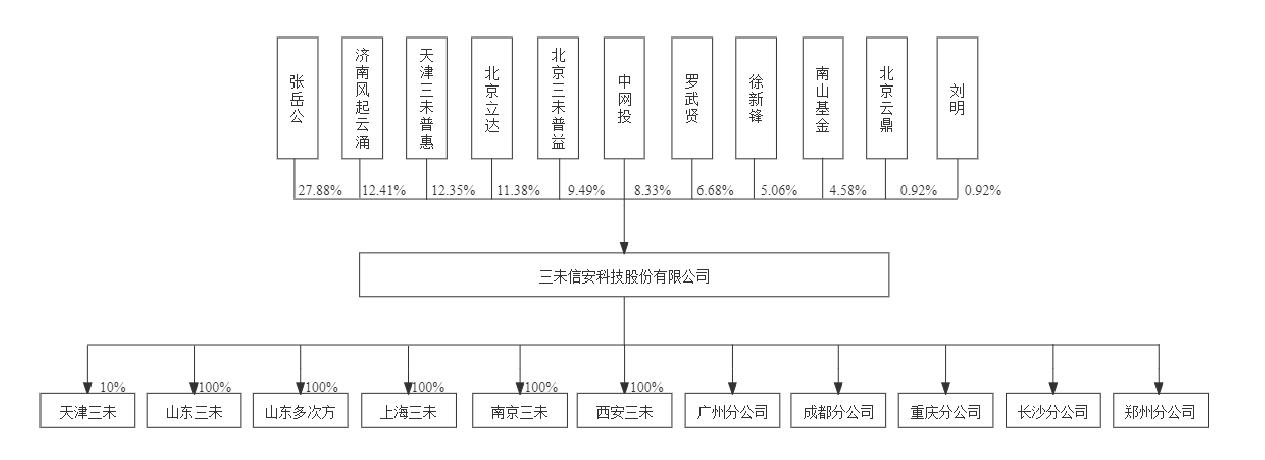 张岳公
济南风起云涌
天津三未普惠
北京立达
北京三未普益
中网投
罗武贤
徐新锋
南山基金
北京云鼎
刘明
27.88%
12.41%
12.35%
11.38%
9.49%
8.33%
6.68%
5.06%
4.58%
0.92%
0.92%
三未信安科技股份有限公司
10%
100%
100%
100%
100%
100%
天津三未
山东三未
山东多次方
上海三未
南京三未
西安三未
广州分公司
成都分公司
重庆分公司
长沙分公司
郑州分公司